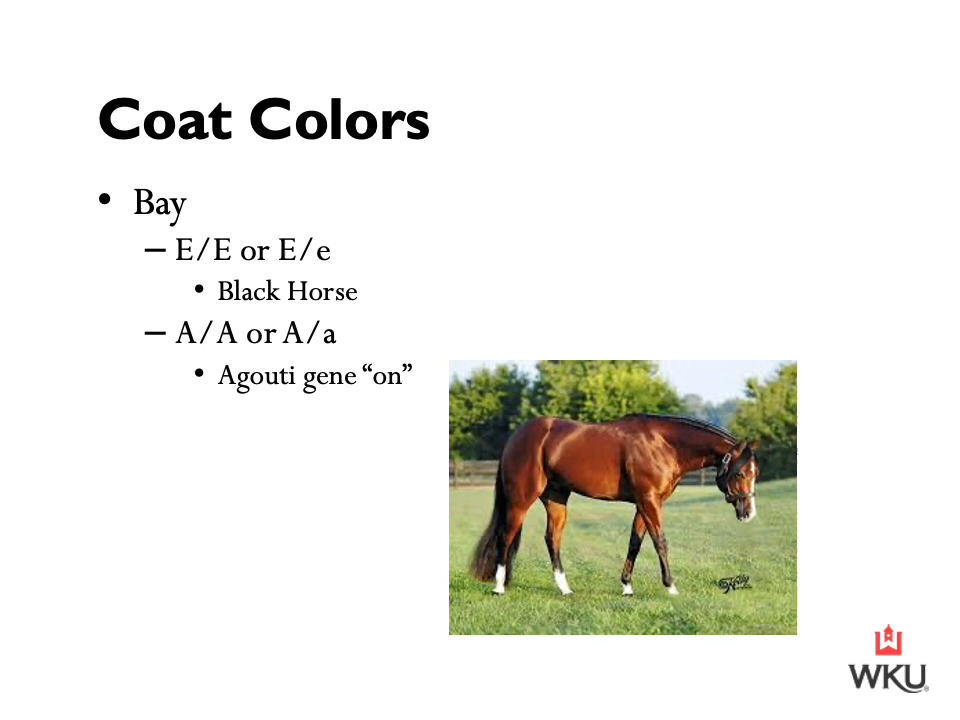 Coat Colors
• Bay
– E/E or E/e
• Black Horse
– A/A or A/a
• Agouti gene “on”
WKU®